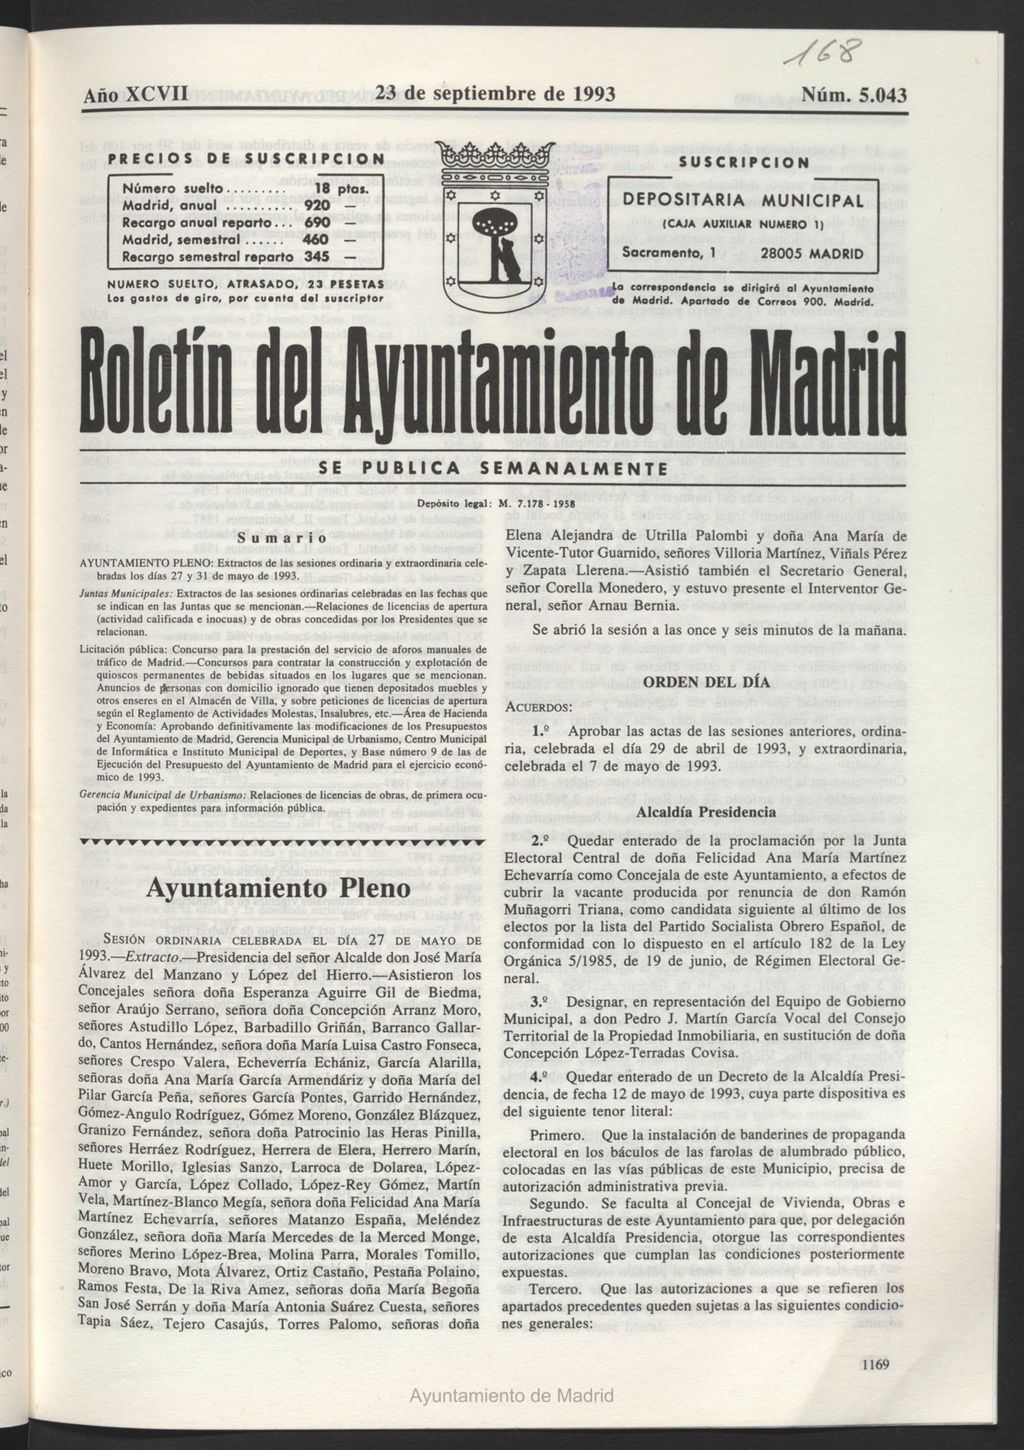 168
Año XCVII
23 de septiembre de 1993
Núm. 5.043
PRECIOS DE SUSCRIPCION
Número suelto......... 18 ptas.
Madrid, anual .......... 920 —
Recargo anual reparto... 690 —
Madrid, semestral...... 460 —
Recargo semestral reparto 345 —
NUMERO SUELTO, ATRASADO, 23 PESETAS
Los gastos de giro, por cuenta del suscriptor
SUSCRIPCION
DEPOSITARIA MUNICIPAL
(CAJA AUXILIAR NUMERO 1)
Sacramento, 1 28005 MADRID
La correspondencia se dirigirá al Ayuntamiento
de Madrid. Apartado de Correos 900. Madrid.
Boletín del Ayuntamiento de Madrid
SE PUBLICA SEMANALMENTE
Depósito legal: M. 7.178 - 1958
Sumario
AYUNTAMIENTO PLENO: Extractos de las sesiones ordinaria y extraordinaria cele-
bradas los días 27 y 31 de mayo de 1993.
Juntas Municipales: Extractos de las sesiones ordinarias celebradas en las fechas que
se indican en las Juntas que se mencionan.—Relaciones de licencias de apertura
(actividad calificada e inocuas) y de obras concedidas por los Presidentes que se
relacionan.
Licitación pública: Concurso para la prestación del servicio de aforos manuales de
tráfico de Madrid.—Concursos para contratar la construcción y explotación de
quioscos permanentes de bebidas situados en los lugares que se mencionan.
Anuncios de personas con domicilio ignorado que tienen depositados muebles y
otros enseres en el Almacén de Villa, y sobre peticiones de licencias de apertura
según el Reglamento de Actividades Molestas, Insalubres, etc.—Área de Hacienda
y Economía: Aprobando definitivamente las modificaciones de los Presupuestos
del Ayuntamiento de Madrid, Gerencia Municipal de Urbanismo, Centro Municipal
de Informática e Instituto Municipal de Deportes, y Base número 9 de las de
Ejecución del Presupuesto del Ayuntamiento de Madrid para el ejercicio econó-
mico de 1993.
Gerencia Municipal de Urbanismo: Relaciones de licencias de obras, de primera ocu-
pación y expedientes para información pública.
Ayuntamiento Pleno
SESIÓN ORDINARIA CELEBRADA EL DÍA 27 DE MAYO DE
1993.—Extracto.—Presidencia del señor Alcalde don José María
Álvarez del Manzano y López del Hierro.—Asistieron los
Concejales señora doña Esperanza Aguirre Gil de Biedma,
señor Araújo Serrano, señora doña Concepción Arranz Moro,
señores Astudillo López, Barbadillo Griñán, Barranco Gallar-
do, Cantos Hernández, señora doña María Luisa Castro Fonseca,
señores Crespo Valera, Echeverría Echániz, García Alarilla,
señoras doña Ana María García Armendáriz y doña María del
Pilar García Peña, señores García Pontes, Garrido Hernández,
Gómez-Angulo Rodríguez, Gómez Moreno, González Blázquez,
Granizo Fernández, señora doña Patrocinio las Heras Pinilla,
señores Herráez Rodríguez, Herrera de Elera, Herrero Marín,
Huete Morillo, Iglesias Sanzo, Larroca de Dolarea, López-
Amor y García, López Collado, López-Rey Gómez, Martín
Vela, Martínez-Blanco Megía, señora doña Felicidad Ana María
Martínez Echevarría, señores Matanzo España, Meléndez
González, señora doña María Mercedes de la Merced Monge,
señores Merino López-Brea, Molina Parra, Morales Tomillo,
Moreno Bravo, Mota Álvarez, Ortiz Castaño, Pestaña Polaino,
Ramos Festa, De la Riva Amez, señoras doña María Begoña
San José Serrán y doña María Antonia Suárez Cuesta, señores
Tapia Sáez, Tejero Casajús, Torres Palomo, señoras doña
Elena Alejandra de Utrilla Palombi y doña Ana María de
Vicente-Tutor Guarnido, señores Villoria Martínez, Viñals Pérez
y Zapata Llerena.—Asistió también el Secretario General,
señor Corella Monedero, y estuvo presente el Interventor Ge-
neral, señor Arnau Bernia.
Se abrió la sesión a las once y seis minutos de la mañana.
ORDEN DEL DÍA
ACUERDOS:
1.º Aprobar las actas de las sesiones anteriores, ordina-
ria, celebrada el día 29 de abril de 1993, y extraordinaria,
celebrada el 7 de mayo de 1993.
Alcaldía Presidencia
2.º Quedar enterado de la proclamación por la Junta
Electoral Central de doña Felicidad Ana María Martínez
Echevarría como Concejala de este Ayuntamiento, a efectos de
cubrir la vacante producida por renuncia de don Ramón
Muñagorri Triana, como candidata siguiente al último de los
electos por la lista del Partido Socialista Obrero Español, de
conformidad con lo dispuesto en el artículo 182 de la Ley
Orgánica 5/1985, de 19 de junio, de Régimen Electoral Ge-
neral.
3.º Designar, en representación del Equipo de Gobierno
Municipal, a don Pedro J. Martín García Vocal del Consejo
Territorial de la Propiedad Inmobiliaria, en sustitución de doña
Concepción López-Terradas Covisa.
4.º Quedar enterado de un Decreto de la Alcaldía Presi-
dencia, de fecha 12 de mayo de 1993, cuya parte dispositiva es
del siguiente tenor literal:
Primero. Que la instalación de banderines de propaganda
electoral en los báculos de las farolas de alumbrado público,
colocadas en las vías públicas de este Municipio, precisa de
autorización administrativa previa.
Segundo. Se faculta al Concejal de Vivienda, Obras e
Infraestructuras de este Ayuntamiento para que, por delegación
de esta Alcaldía Presidencia, otorgue las correspondientes
autorizaciones que cumplan las condiciones posteriormente
expuestas.
Tercero. Que las autorizaciones a que se refieren los
apartados precedentes queden sujetas a las siguientes condicio-
nes generales:
1169
Ayuntamiento de Madrid